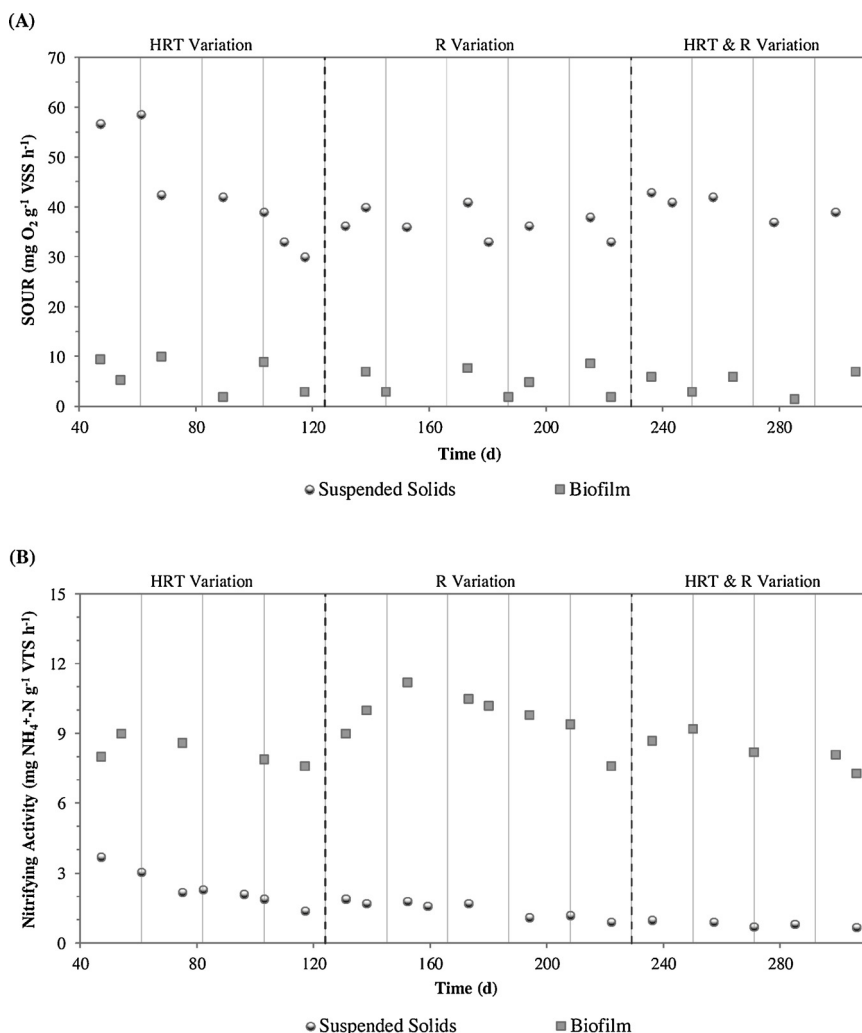 (A)
HRT Variation R Variation HRT & R Variation
70
60
50
40
30
20
10
0
40 80 120 160 200 240 280
SOUR (mg O₂ g⁻¹ VSS h⁻¹)
Time (d)
Suspended Solids Biofilm
(B)
HRT Variation R Variation HRT & R Variation
15
12
9
6
3
0
40 80 120 160 200 240 280
Nitrifying Activity (mg NH₄⁺-N g⁻¹ VTS h⁻¹)
Time (d)
Suspended Solids Biofilm